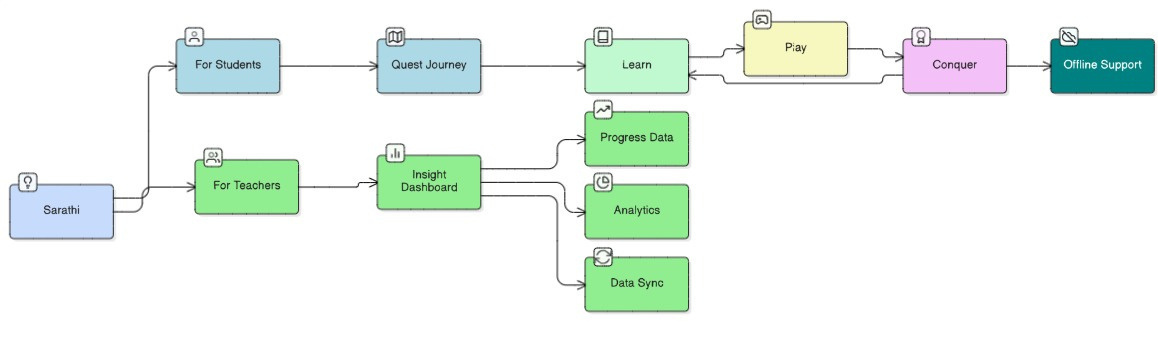 For Students
Quest Journey
Learn
Play
Conquer
Offline Support
Sarathi
For Teachers
Insight
Dashboard
Progress Data
Analytics
Data Sync